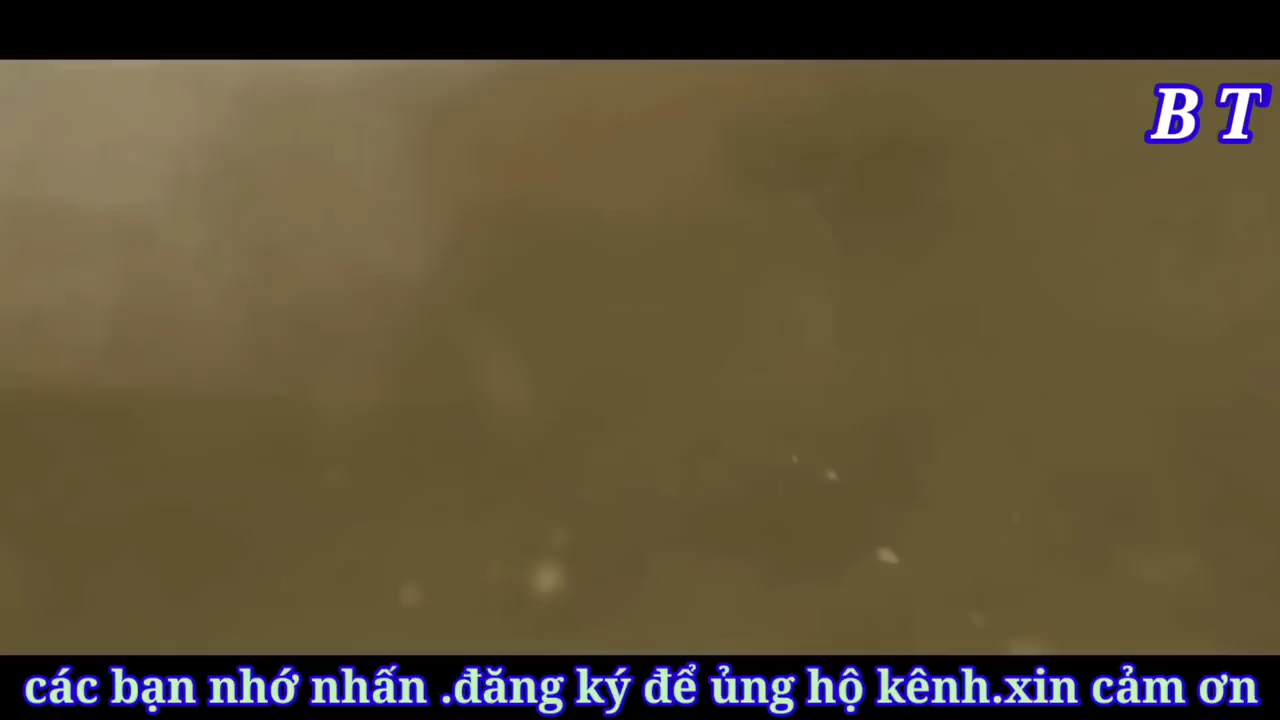 B T
các bạn nhớ nhấn .đăng ký để ủng hộ kênh.xin cảm ơn